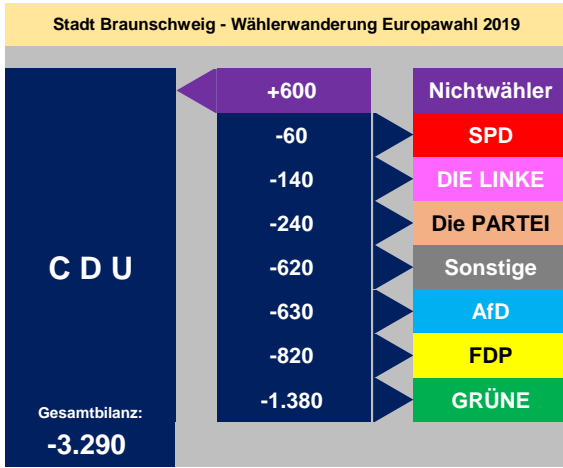 Stadt Braunschweig - Wählerwanderung Europawahl 2019
+600 Nichtwähler
-60 SPD
-140 DIE LINKE
-240 Die PARTEI
C D U
-620 Sonstige
-630 AfD
-820 FDP
-1.380 GRÜNE
Gesamtbilanz:
-3.290